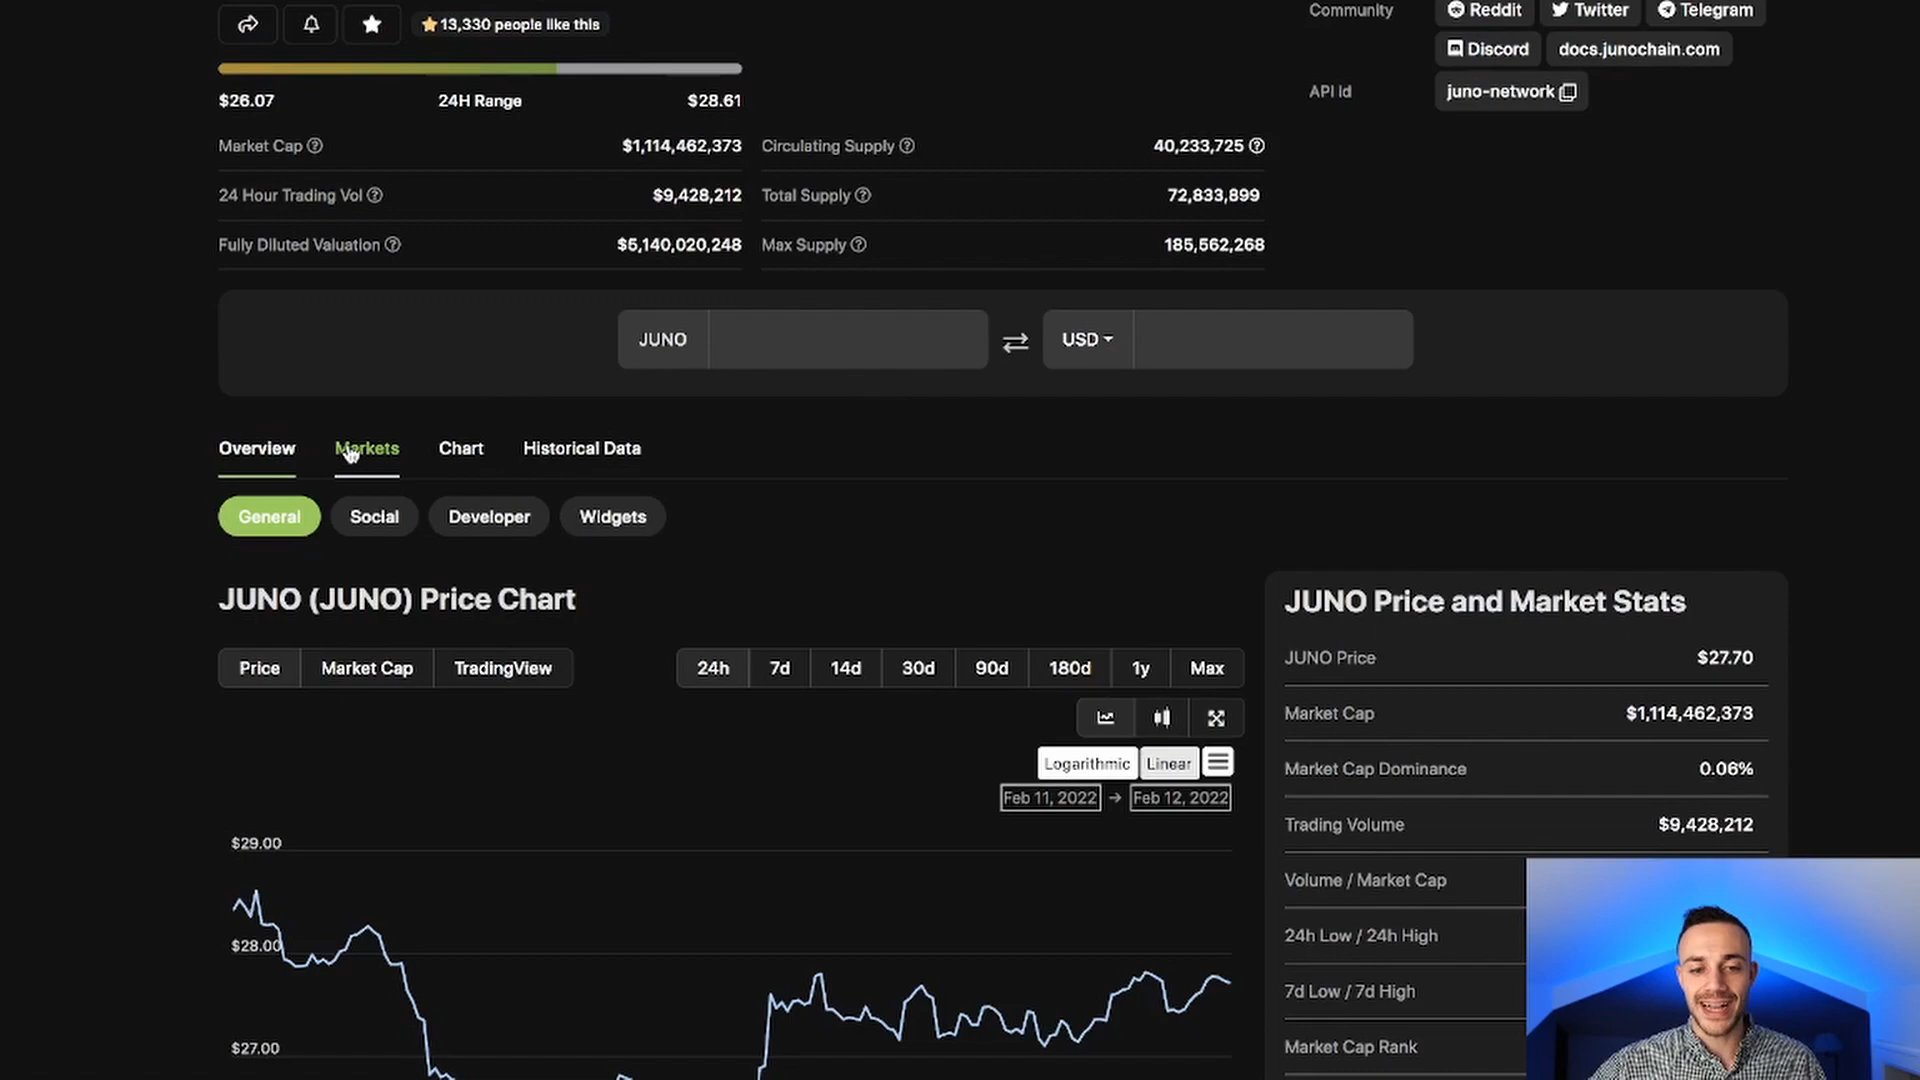 13,330 people like this
Community
Reddit
Twitter
Telegram
Discord
docs.junochain.com
API id
juno-network
$26.07
24H Range
$28.61
Market Cap
$1,114,462,373
Circulating Supply
40,233,725
24 Hour Trading Vol
$9,428,212
Total Supply
72,833,899
Fully Diluted Valuation
$5,140,020,248
Max Supply
185,562,268
JUNO
USD
Overview
Markets
Chart
Historical Data
General
Social
Developer
Widgets
JUNO (JUNO) Price Chart
Price
Market Cap
TradingView
24h
7d
14d
30d
90d
180d
1y
Max
Logarithmic
Linear
Feb 11, 2022 → Feb 12, 2022
$29.00
$28.00
$27.00
JUNO Price and Market Stats
JUNO Price
$27.70
Market Cap
$1,114,462,373
Market Cap Dominance
0.06%
Trading Volume
$9,428,212
Volume / Market Cap
24h Low / 24h High
7d Low / 7d High
Market Cap Rank